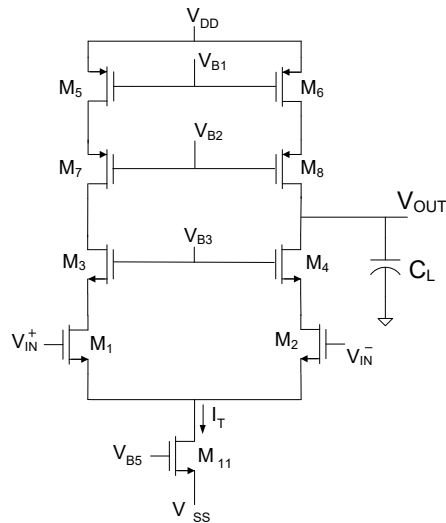 V_DD
V_B1
M_5
M_6
V_B2
M_7
M_8
V_OUT
V_B3
M_3
M_4
C_L
V_IN^+
M_1
M_2
V_IN^−
I_T
V_B5
M_11
V_SS